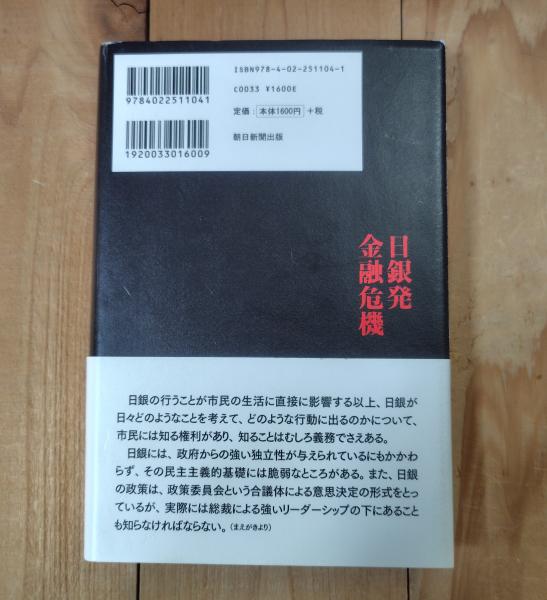 ISBN978-4-02-251104-1
C0033 ¥1600E
定価：本体1600円＋税
朝日新聞出版
9784022511041
1920033016009
日銀発
金融危機
日銀の行うことが市民の生活に直接に影響する以上、日銀が
日々どのようなことを考えて、どのような行動に出るのかについて、
市民には知る権利があり、知ることはむしろ義務でさえある。
日銀には、政府からの強い独立性が与えられているにもかかわ
らず、その民主主義的基礎には脆弱なところがある。また、日銀
の政策は、政策委員会という合議体による意思決定の形式をとっ
ているが、実際には総裁による強いリーダーシップの下にあること
も知らなければならない。（まえがきより）